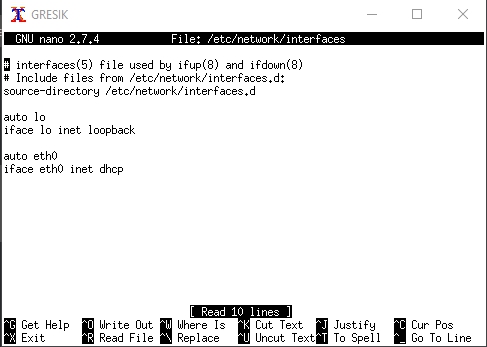 GRESIK
GNU nano 2.7.4 File: /etc/network/interfaces
# interfaces(5) file used by ifup(8) and ifdown(8)
# Include files from /etc/network/interfaces.d:
source-directory /etc/network/interfaces.d
auto lo
iface lo inet loopback
auto eth0
iface eth0 inet dhcp
[ Read 10 lines ]
^G Get Help ^O Write Out ^W Where Is ^K Cut Text ^J Justify ^C Cur Pos
^X Exit ^R Read File ^\ Replace ^U Uncut Text ^T To Spell ^_ Go To Line